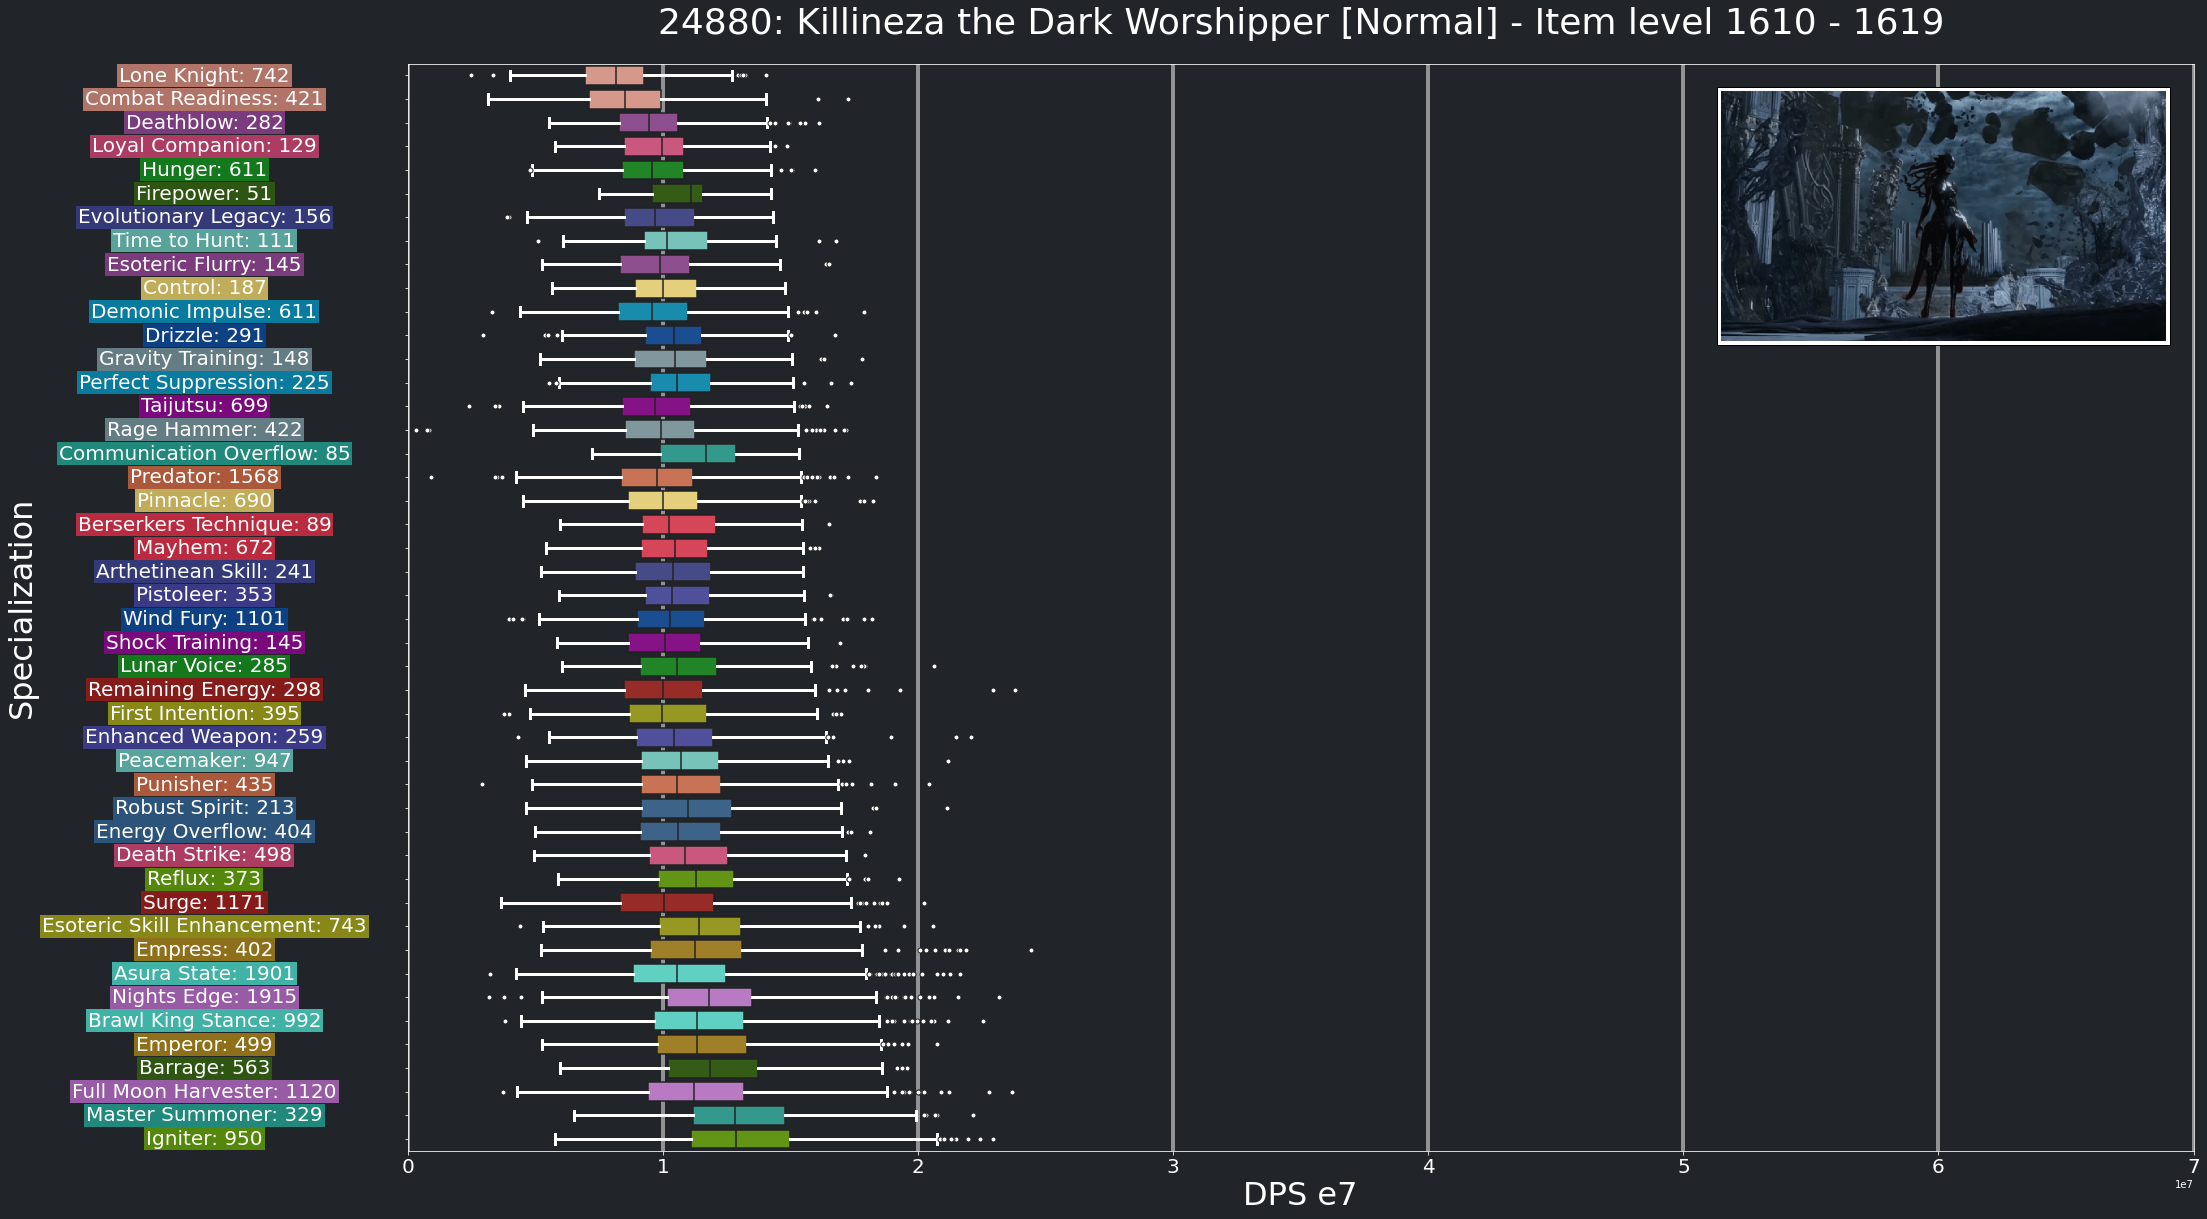 24880: Killineza the Dark Worshipper [Normal] - Item level 1610 - 1619
Specialization
Lone Knight: 742
Combat Readiness: 421
Deathblow: 282
Loyal Companion: 129
Hunger: 611
Firepower: 51
Evolutionary Legacy: 156
Time to Hunt: 111
Esoteric Flurry: 145
Control: 187
Demonic Impulse: 611
Drizzle: 291
Gravity Training: 148
Perfect Suppression: 225
Taijutsu: 699
Rage Hammer: 422
Communication Overflow: 85
Predator: 1568
Pinnacle: 690
Berserkers Technique: 89
Mayhem: 672
Arthetinean Skill: 241
Pistoleer: 353
Wind Fury: 1101
Shock Training: 145
Lunar Voice: 285
Remaining Energy: 298
First Intention: 395
Enhanced Weapon: 259
Peacemaker: 947
Punisher: 435
Robust Spirit: 213
Energy Overflow: 404
Death Strike: 498
Reflux: 373
Surge: 1171
Esoteric Skill Enhancement: 743
Empress: 402
Asura State: 1901
Nights Edge: 1915
Brawl King Stance: 992
Emperor: 499
Barrage: 563
Full Moon Harvester: 1120
Master Summoner: 329
Igniter: 950
0 1 2 3 4 5 6 7
1e7
DPS e7